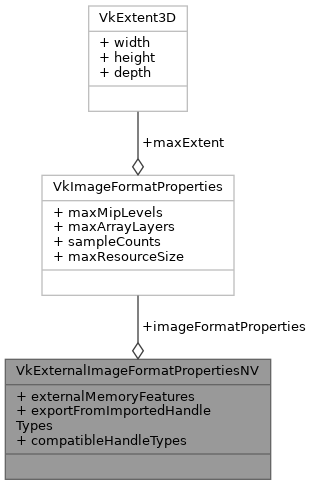 VkExtent3D
+ width
+ height
+ depth
+maxExtent
VkImageFormatProperties
+ maxMipLevels
+ maxArrayLayers
+ sampleCounts
+ maxResourceSize
+imageFormatProperties
VkExternalImageFormatPropertiesNV
+ externalMemoryFeatures
+ exportFromImportedHandle
Types
+ compatibleHandleTypes